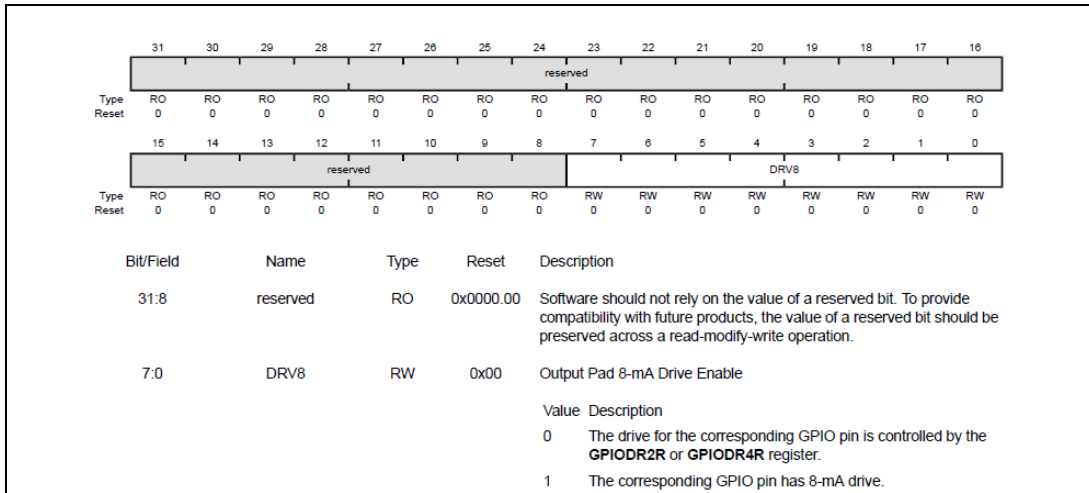 31 30 29 28 27 26 25 24 23 22 21 20 19 18 17 16
reserved
Type RO RO RO RO RO RO RO RO RO RO RO RO RO RO RO RO
Reset 0 0 0 0 0 0 0 0 0 0 0 0 0 0 0 0
15 14 13 12 11 10 9 8 7 6 5 4 3 2 1 0
reserved DRV8
Type RO RO RO RO RO RO RO RO RW RW RW RW RW RW RW RW
Reset 0 0 0 0 0 0 0 0 0 0 0 0 0 0 0 0
Bit/Field Name Type Reset Description
31:8 reserved RO 0x0000.00 Software should not rely on the value of a reserved bit. To provide
compatibility with future products, the value of a reserved bit should be
preserved across a read-modify-write operation.
7:0 DRV8 RW 0x00 Output Pad 8-mA Drive Enable
Value Description
0 The drive for the corresponding GPIO pin is controlled by the
GPIODR2R or GPIODR4R register.
1 The corresponding GPIO pin has 8-mA drive.